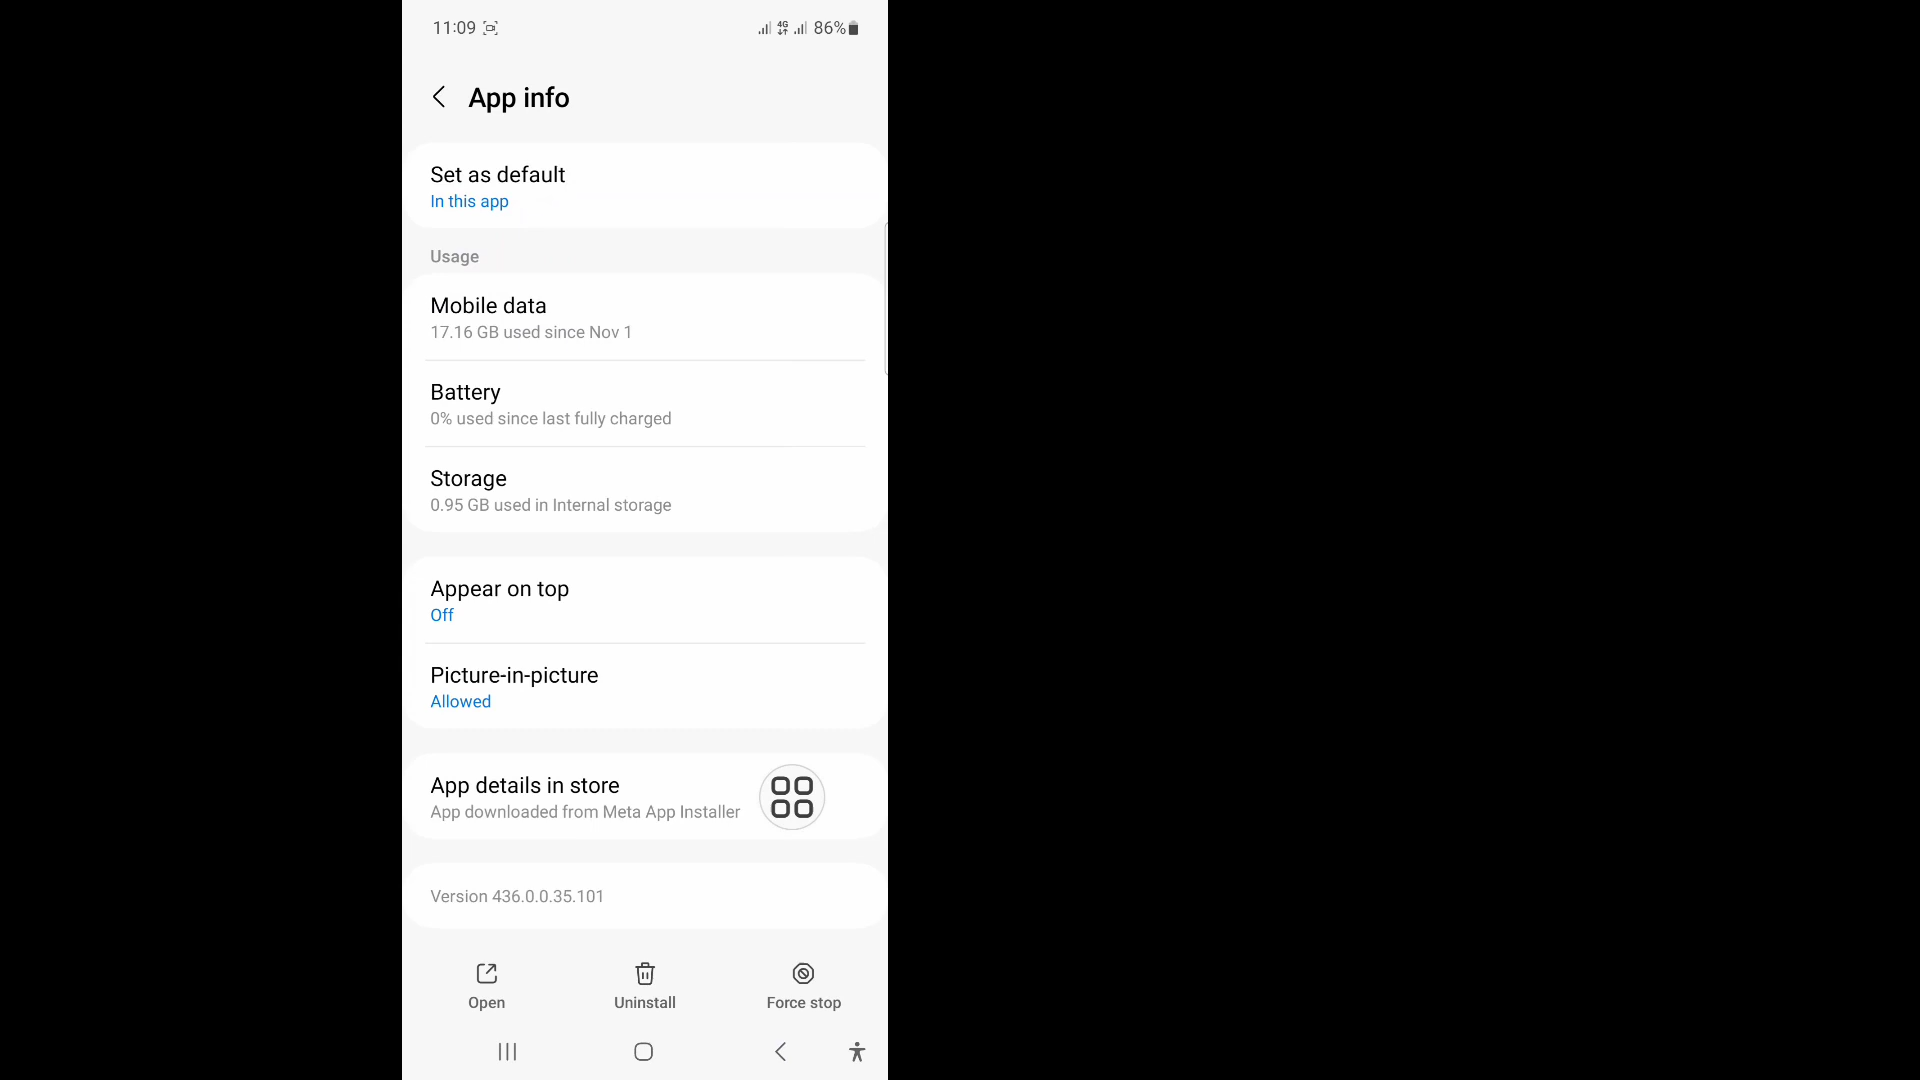 11:09 4G 86%
App info
Set as default
In this app
Usage
Mobile data
17.16 GB used since Nov 1
Battery
0% used since last fully charged
Storage
0.95 GB used in Internal storage
Appear on top
Off
Picture-in-picture
Allowed
App details in store
App downloaded from Meta App Installer
Version 436.0.0.35.101
Open Uninstall Force stop